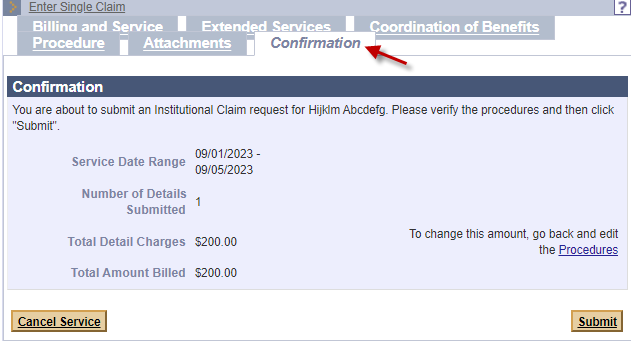 Enter Single Claim
?
Billing and Service Extended Services Coordination of Benefits
Procedure Attachments Confirmation
Confirmation
You are about to submit an Institutional Claim request for Hijklm Abcdefg. Please verify the procedures and then click
"Submit".
Service Date Range 09/01/2023 -
09/05/2023
Number of Details
Submitted 1
Total Detail Charges $200.00
To change this amount, go back and edit
the Procedures
Total Amount Billed $200.00
Cancel Service Submit